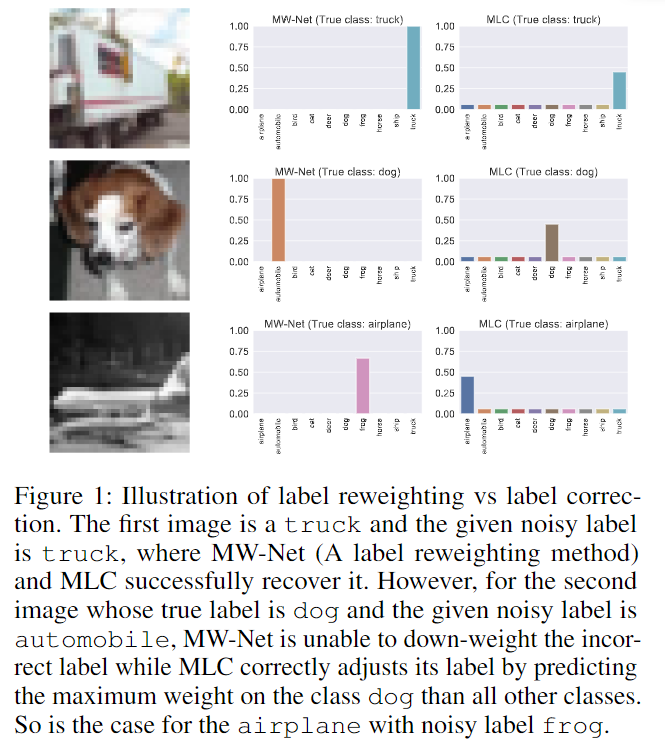 MW-Net (True class: truck)
MLC (True class: truck)
1.00
0.75
0.50
0.25
0.00
airplane
automobile
bird
cat
deer
dog
frog
horse
ship
truck
1.00
0.75
0.50
0.25
0.00
airplane
automobile
bird
cat
deer
dog
frog
horse
ship
truck
MW-Net (True class: dog)
MLC (True class: dog)
1.00
0.75
0.50
0.25
0.00
airplane
automobile
bird
cat
deer
dog
frog
horse
ship
truck
1.00
0.75
0.50
0.25
0.00
airplane
automobile
bird
cat
deer
dog
frog
horse
ship
truck
MW-Net (True class: airplane)
MLC (True class: airplane)
1.00
0.75
0.50
0.25
0.00
airplane
automobile
bird
cat
deer
dog
frog
horse
ship
truck
1.00
0.75
0.50
0.25
0.00
airplane
automobile
bird
cat
deer
dog
frog
horse
ship
truck
Figure 1: Illustration of label reweighting vs label correc-
tion. The first image is a truck and the given noisy label
is truck, where MW-Net (A label reweighting method)
and MLC successfully recover it. However, for the second
image whose true label is dog and the given noisy label is
automobile, MW-Net is unable to down-weight the incor-
rect label while MLC correctly adjusts its label by predicting
the maximum weight on the class dog than all other classes.
So is the case for the airplane with noisy label frog.